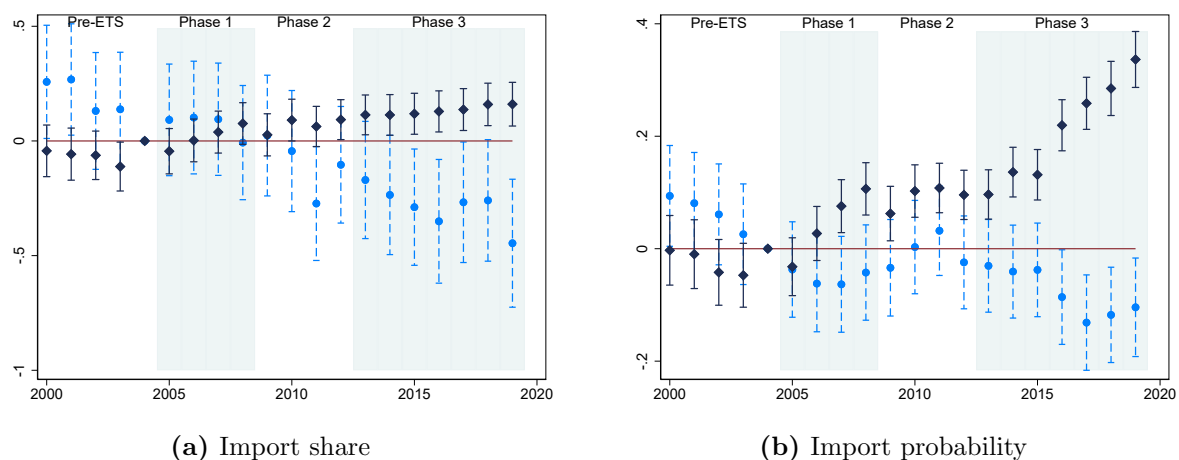 Pre-ETS Phase 1 Phase 2 Phase 3
.5
0
-.5
-1
2000 2005 2010 2015 2020
(a) Import share
Pre-ETS Phase 1 Phase 2 Phase 3
.4
.2
0
-.2
2000 2005 2010 2015 2020
(b) Import probability